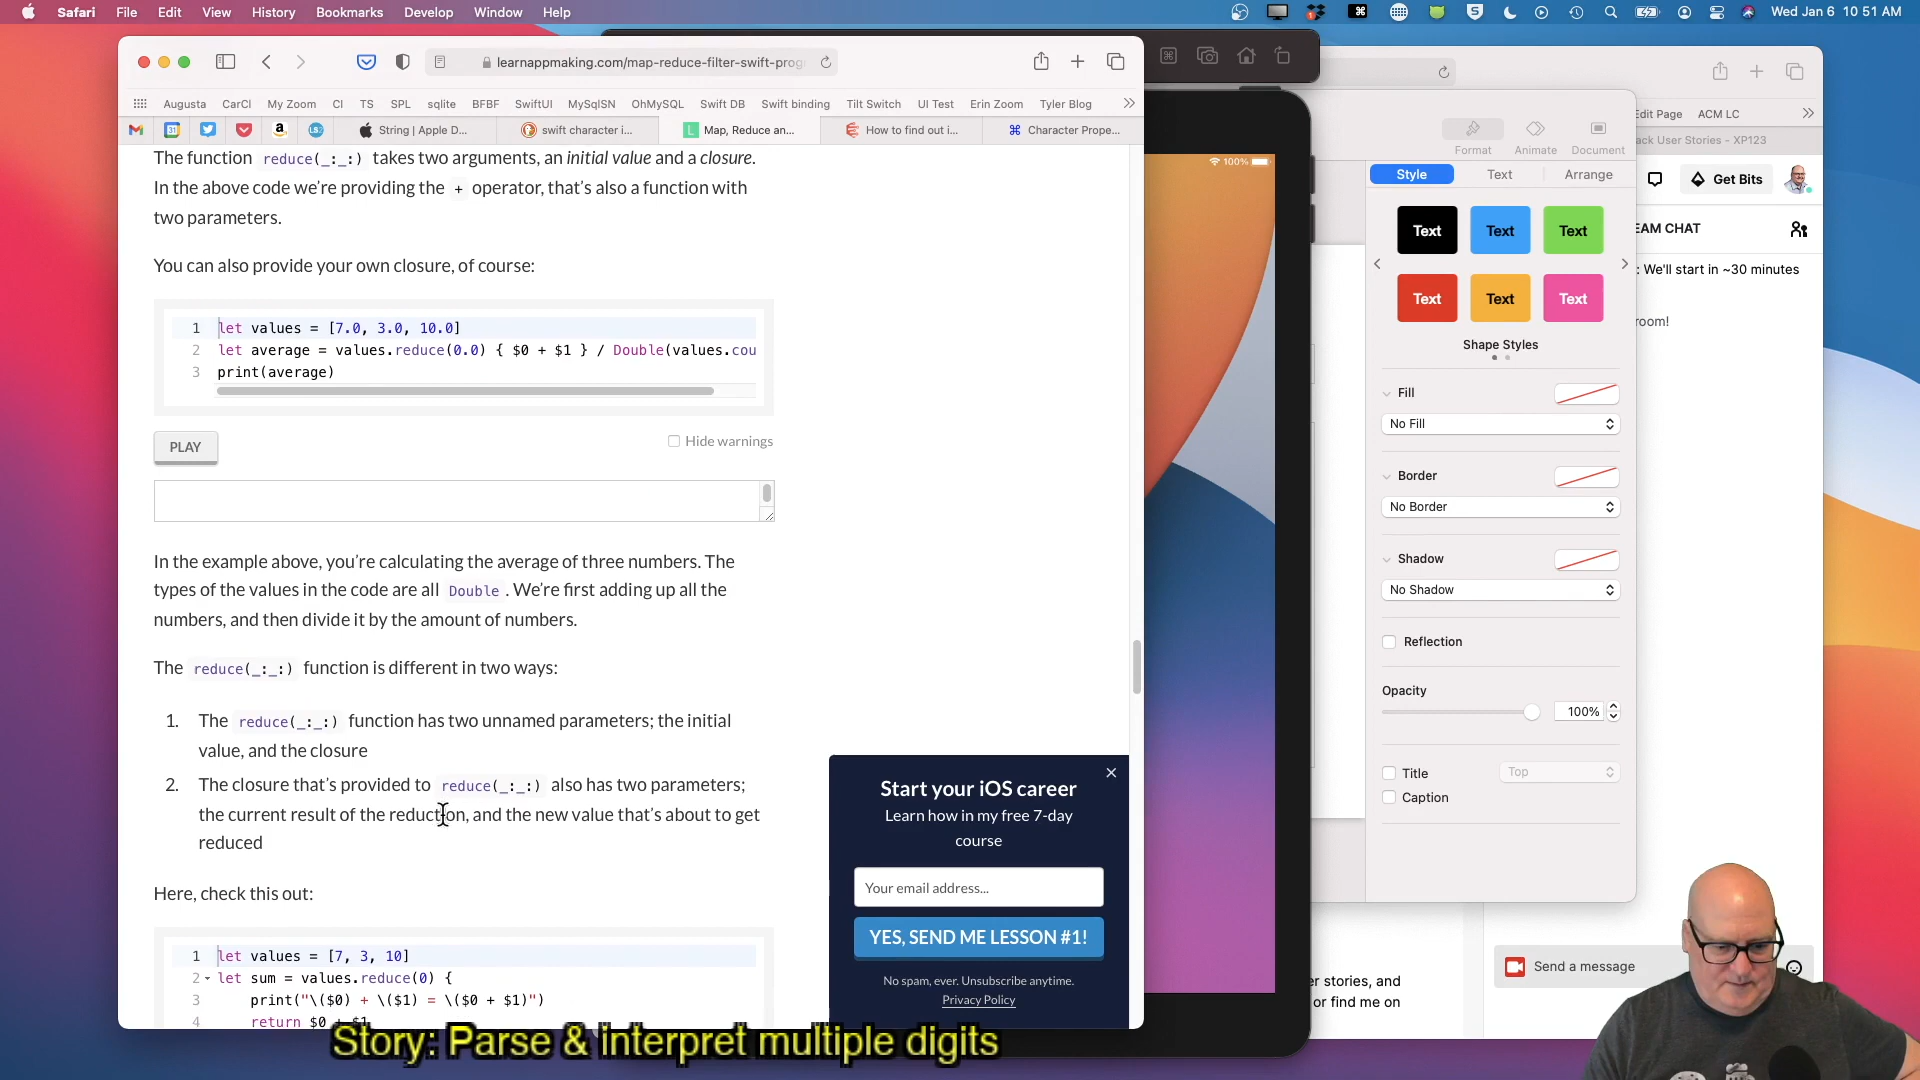 Safari File Edit View History Bookmarks Develop Window Help
Wed Jan 6 10 51 AM
learnappmaking.com/map-reduce-filter-swift-prog
Augusta CarCl My Zoom CI TS SPL sqlite BFBF SwiftUI MySqlSN OhMySQL Swift DB Swift binding Tilt Switch UI Test Erin Zoom Tyler Blog
String | Apple D...
swift character i...
Map, Reduce an...
How to find out i...
Character Prope...
The function reduce(_:_:) takes two arguments, an initial value and a closure.
In the above code we're providing the + operator, that's also a function with
two parameters.
You can also provide your own closure, of course:
1 let values = [7.0, 3.0, 10.0]
2 let average = values.reduce(0.0) { $0 + $1 } / Double(values.cou
3 print(average)
PLAY
Hide warnings
In the example above, you're calculating the average of three numbers. The
types of the values in the code are all Double. We're first adding up all the
numbers, and then divide it by the amount of numbers.
The reduce(_:_:) function is different in two ways:
1. The reduce(_:_:) function has two unnamed parameters; the initial
value, and the closure
2. The closure that's provided to reduce(_:_:) also has two parameters;
the current result of the reduction, and the new value that's about to get
reduced
Here, check this out:
1 let values = [7, 3, 10]
2 let sum = values.reduce(0) {
3 print("\($0) + \($1) = \($0 + $1)")
4 return $0 + $1
Start your iOS career
Learn how in my free 7-day
course
Your email address...
YES, SEND ME LESSON #1!
No spam, ever. Unsubscribe anytime.
Privacy Policy
100%
Format Animate Document
Style Text Arrange
Text Text Text
Text Text Text
Shape Styles
Fill
No Fill
Border
No Border
Shadow
No Shadow
Reflection
Opacity
100%
Title Top
Caption
Edit Page ACM LC
ack User Stories - XP123
Get Bits
EAM CHAT
: We'll start in ~30 minutes
room!
er stories, and
or find me on
Send a message
Story: Parse & interpret multiple digits